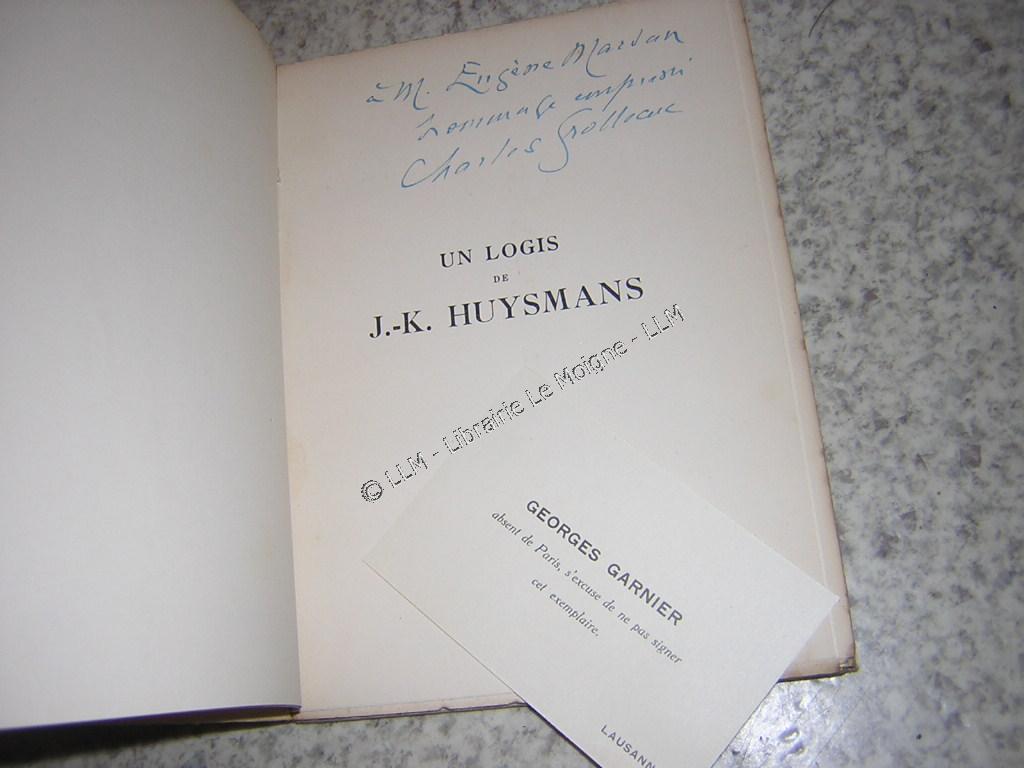 à M. Eugène Marsan
hommage empressé
Charles Grolleau
UN LOGIS
DE
J.-K. HUYSMANS
© LLM - Librairie Le Moigne - LLM
GEORGES GARNIER
absent de Paris, s'excuse de ne pas signer
cet exemplaire.